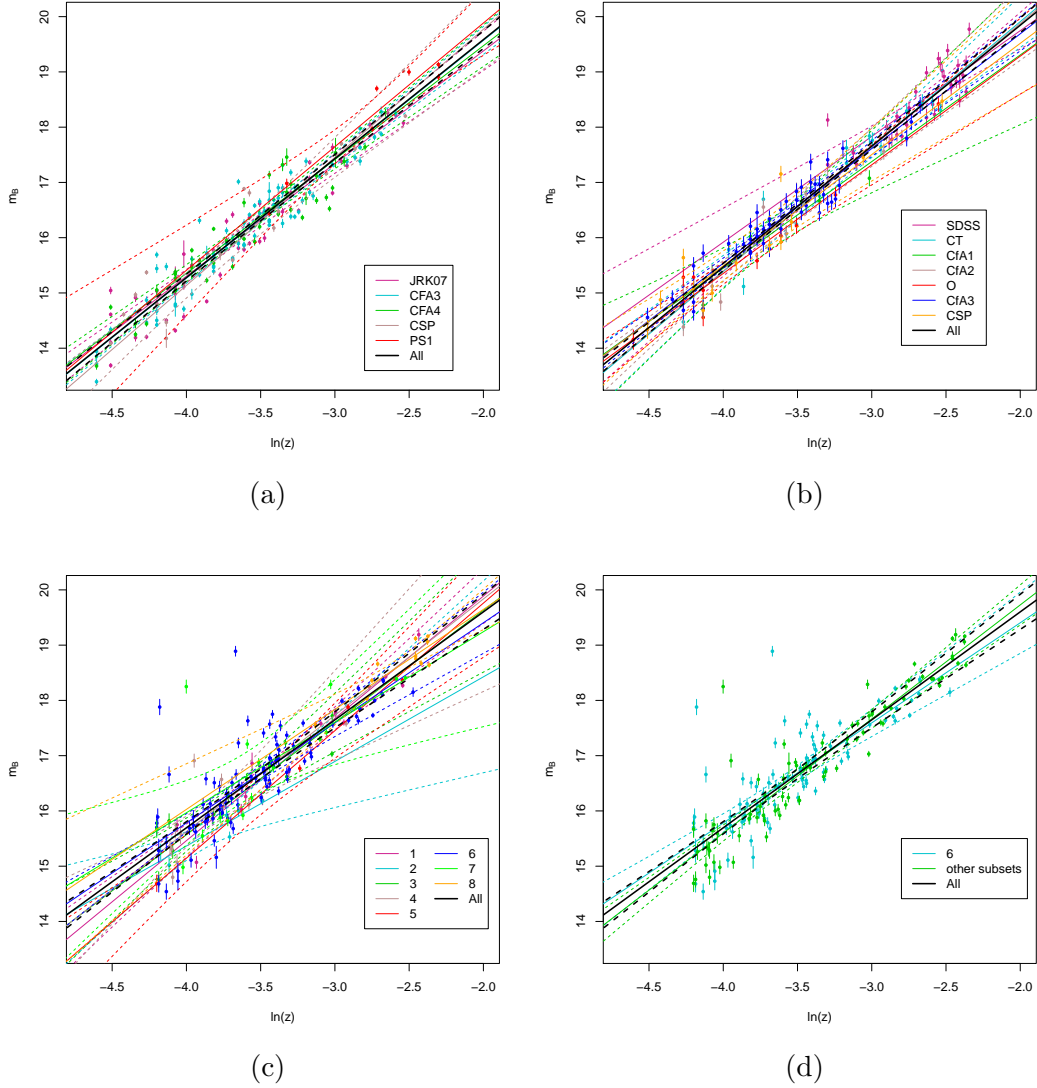 14 15 16 17 18 19 20
m_B
−4.5 −4.0 −3.5 −3.0 −2.5 −2.0
ln(z)
JRK07
CFA3
CFA4
CSP
PS1
All
(a)
14 15 16 17 18 19 20
m_B
−4.5 −4.0 −3.5 −3.0 −2.5 −2.0
ln(z)
SDSS
CT
CfA1
CfA2
O
CfA3
CSP
All
(b)
14 15 16 17 18 19 20
m_B
−4.5 −4.0 −3.5 −3.0 −2.5 −2.0
ln(z)
1 6
2 7
3 8
4 All
5
(c)
14 15 16 17 18 19 20
m_B
−4.5 −4.0 −3.5 −3.0 −2.5 −2.0
ln(z)
6
other subsets
All
(d)